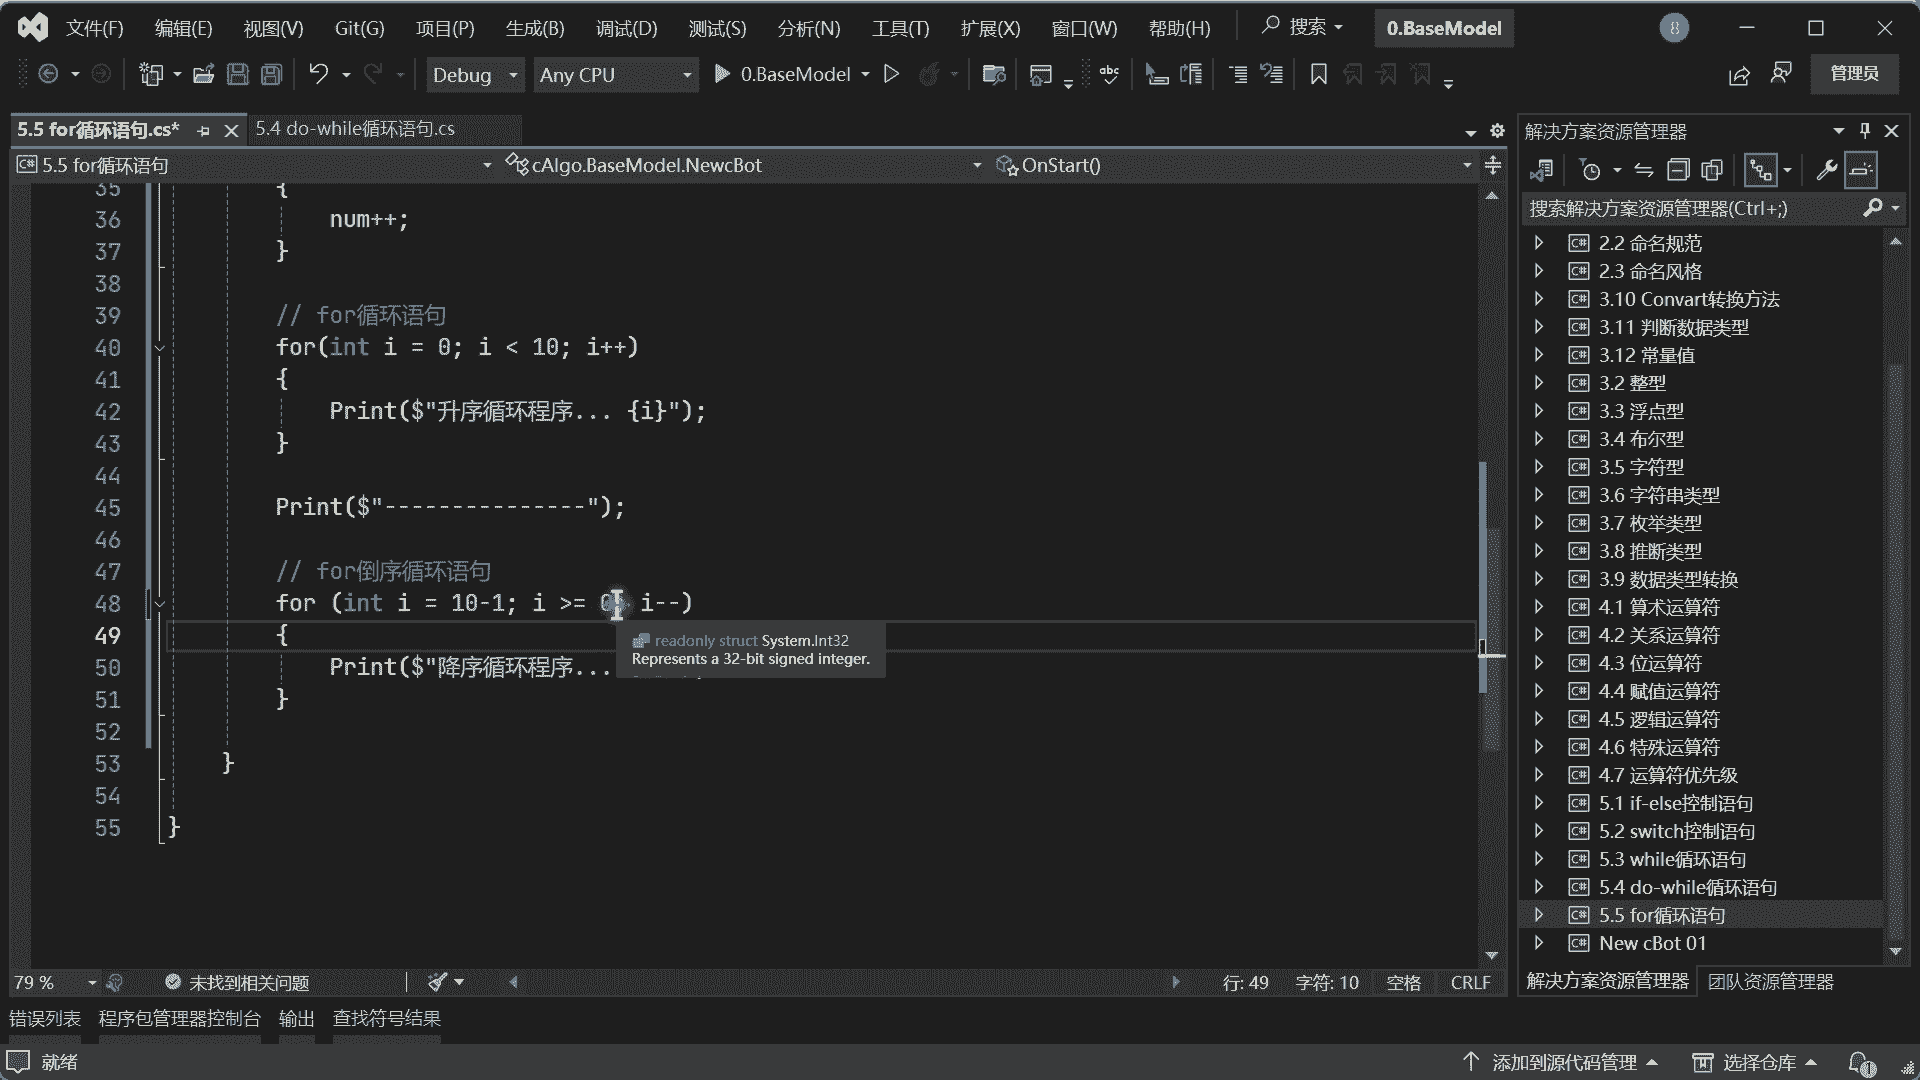 文件(F) 编辑(E) 视图(V) Git(G) 项目(P) 生成(B) 调试(D) 测试(S) 分析(N) 工具(T) 扩展(X) 窗口(W) 帮助(H) 搜索 0.BaseModel
Debug Any CPU 0.BaseModel 管理员
5.5 for循环语句.cs* 5.4 do-while循环语句.cs
5.5 for循环语句 cAlgo.BaseModel.NewcBot OnStart()
35 {
36 num++;
37 }
38
39 // for循环语句
40 for(int i = 0; i < 10; i++)
41 {
42 Print($"升序循环程序... {i}");
43 }
44
45 Print($"---------------");
46
47 // for倒序循环语句
48 for (int i = 10-1; i >= 0; i--)
49 {
50 Print($"降序循环程序...
51 }
52
53 }
54
55 }
readonly struct System.Int32
Represents a 32-bit signed integer.
79 % 未找到相关问题 行: 49 字符: 10 空格 CRLF
解决方案资源管理器
搜索解决方案资源管理器(Ctrl+;)
C# 2.2 命名规范
C# 2.3 命名风格
C# 3.10 Convart转换方法
C# 3.11 判断数据类型
C# 3.12 常量值
C# 3.2 整型
C# 3.3 浮点型
C# 3.4 布尔型
C# 3.5 字符型
C# 3.6 字符串类型
C# 3.7 枚举类型
C# 3.8 推断类型
C# 3.9 数据类型转换
C# 4.1 算术运算符
C# 4.2 关系运算符
C# 4.3 位运算符
C# 4.4 赋值运算符
C# 4.5 逻辑运算符
C# 4.6 特殊运算符
C# 4.7 运算符优先级
C# 5.1 if-else控制语句
C# 5.2 switch控制语句
C# 5.3 while循环语句
C# 5.4 do-while循环语句
C# 5.5 for循环语句
C# New cBot 01
解决方案资源管理器 团队资源管理器
错误列表 程序包管理器控制台 输出 查找符号结果
就绪 添加到源代码管理 选择仓库 1